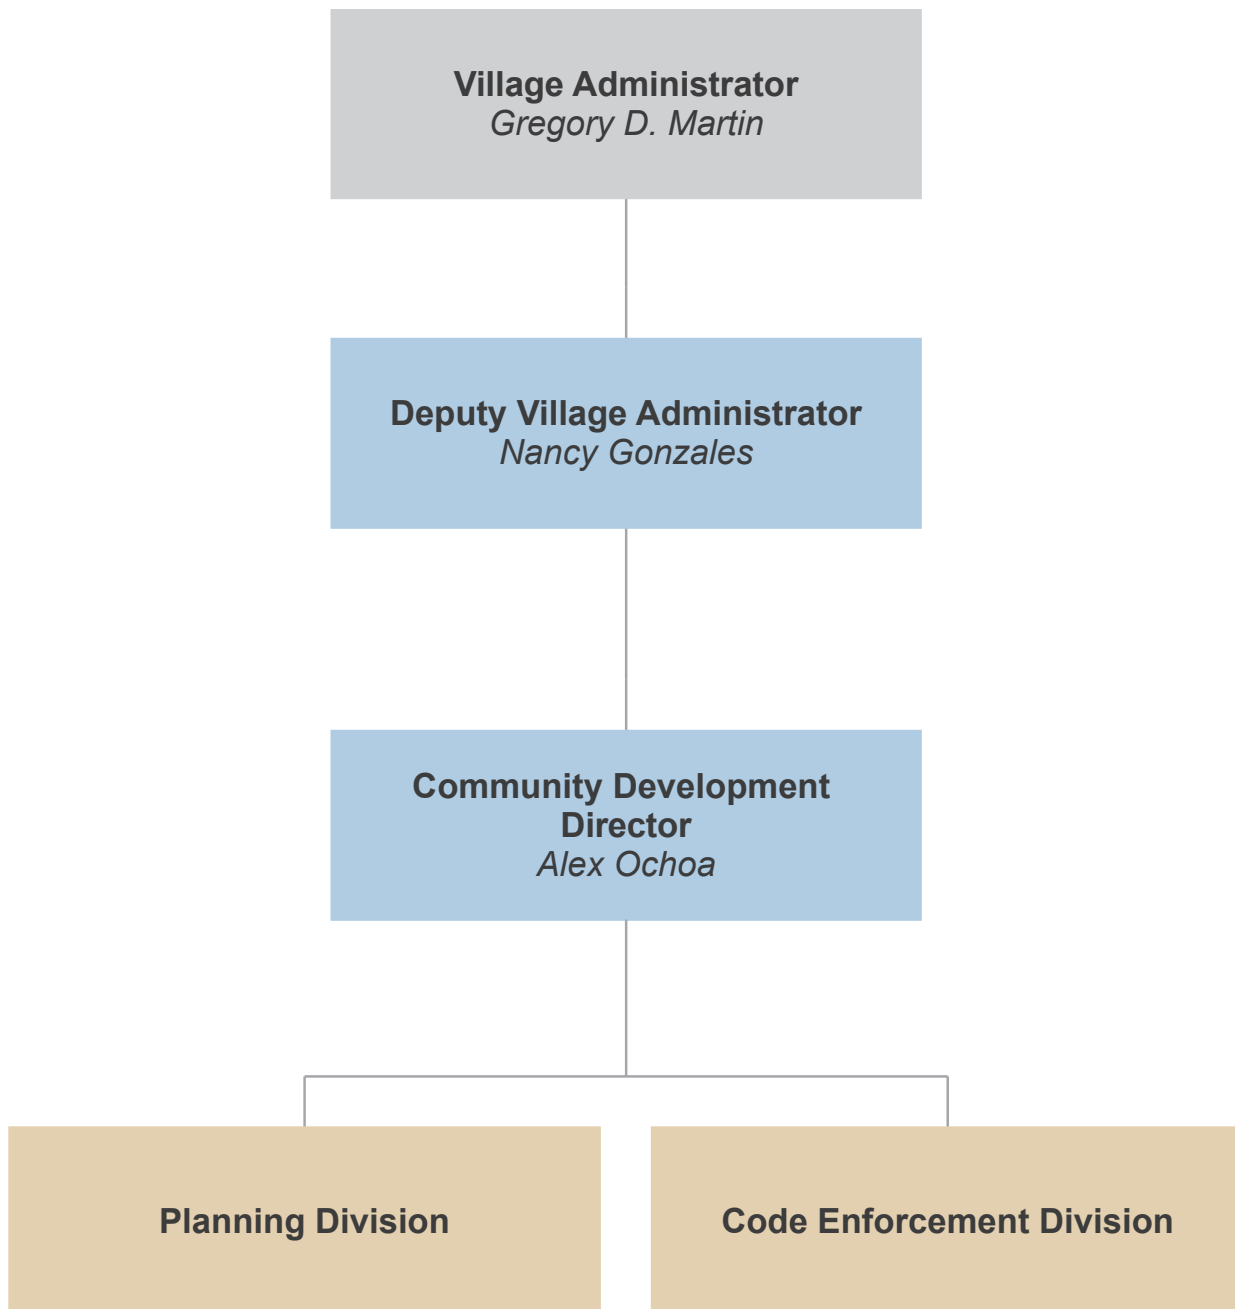 Village Administrator
Gregory D. Martin
Deputy Village Administrator
Nancy Gonzales
Community Development
Director
Alex Ochoa
Planning Division
Code Enforcement Division